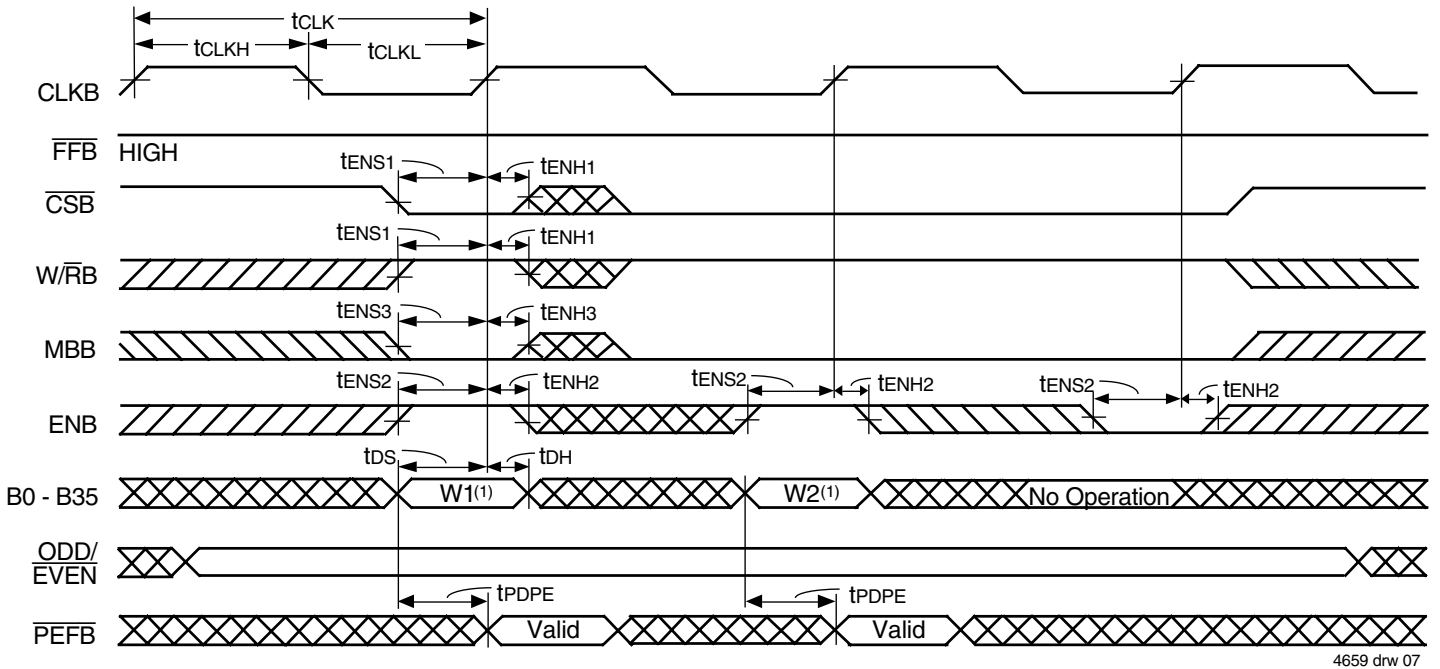 tCLK
tCLKH tCLKL
CLKB
FFB HIGH
tENS1 tENH1
CSB
tENS1 tENH1
W/RB
tENS3 tENH3
MBB
tENS2 tENH2 tENS2 tENH2 tENS2 tENH2
ENB
tDS tDH
B0 - B35 W1(1) W2(1) No Operation
ODD/
EVEN
tPDPE tPDPE
PEFB Valid Valid
4659 drw 07